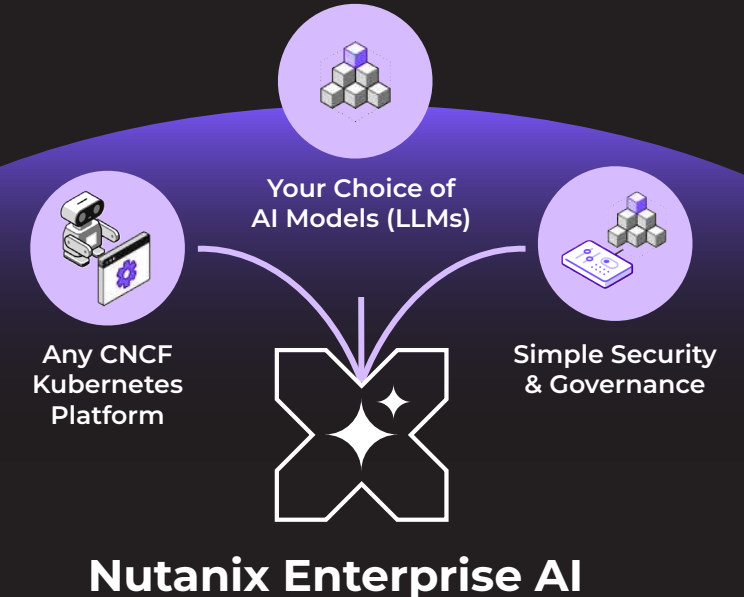 Your Choice of
AI Models (LLMs)
Any CNCF
Kubernetes
Platform
Simple Security
& Governance
Nutanix Enterprise AI